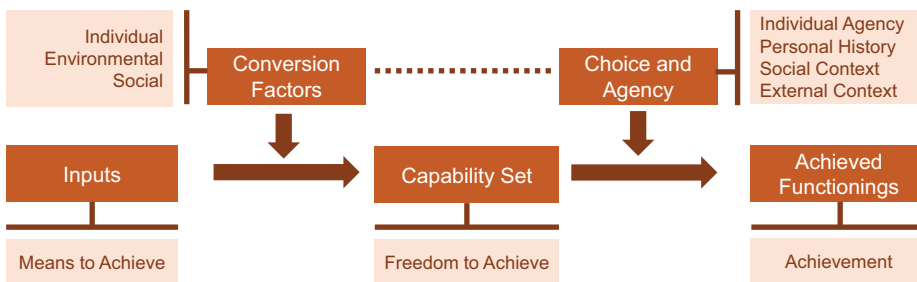 Individual
Environmental
Social
Conversion
Factors
Choice and
Agency
Individual Agency
Personal History
Social Context
External Context
Inputs
Capability Set
Achieved
Functionings
Means to Achieve
Freedom to Achieve
Achievement